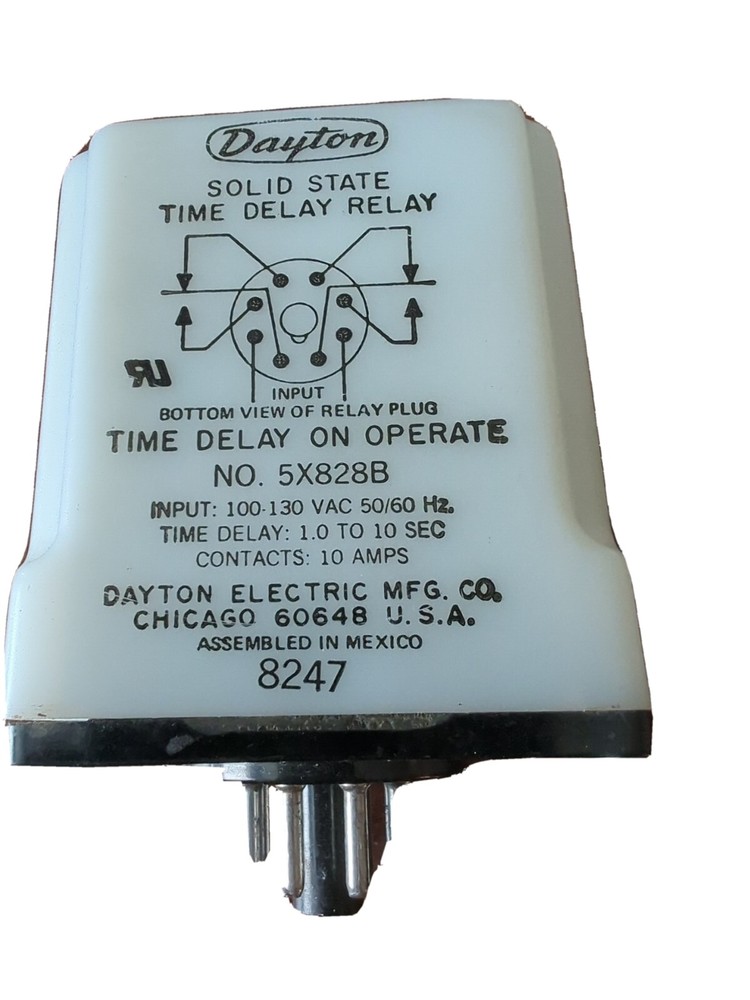 Dayton
SOLID STATE
TIME DELAY RELAY
INPUT
BOTTOM VIEW OF RELAY PLUG
TIME DELAY ON OPERATE
NO. 5X828B
INPUT: 100-130 VAC 50/60 Hz.
TIME DELAY: 1.0 TO 10 SEC
CONTACTS: 10 AMPS
DAYTON ELECTRIC MFG. CO.
CHICAGO 60648 U.S.A.
ASSEMBLED IN MEXICO
8247